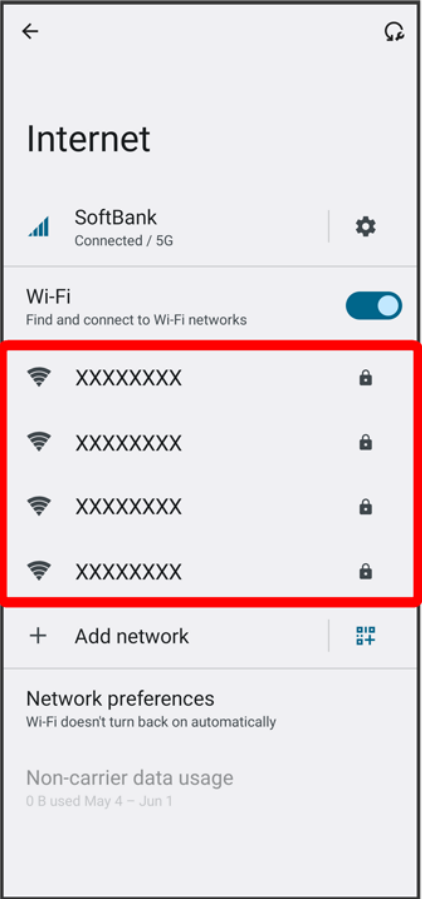 Internet
SoftBank
Connected / 5G
Wi-Fi
Find and connect to Wi-Fi networks
XXXXXXXX
XXXXXXXX
XXXXXXXX
XXXXXXXX
Add network
Network preferences
Wi-Fi doesn't turn back on automatically
Non-carrier data usage
0 B used May 4 – Jun 1